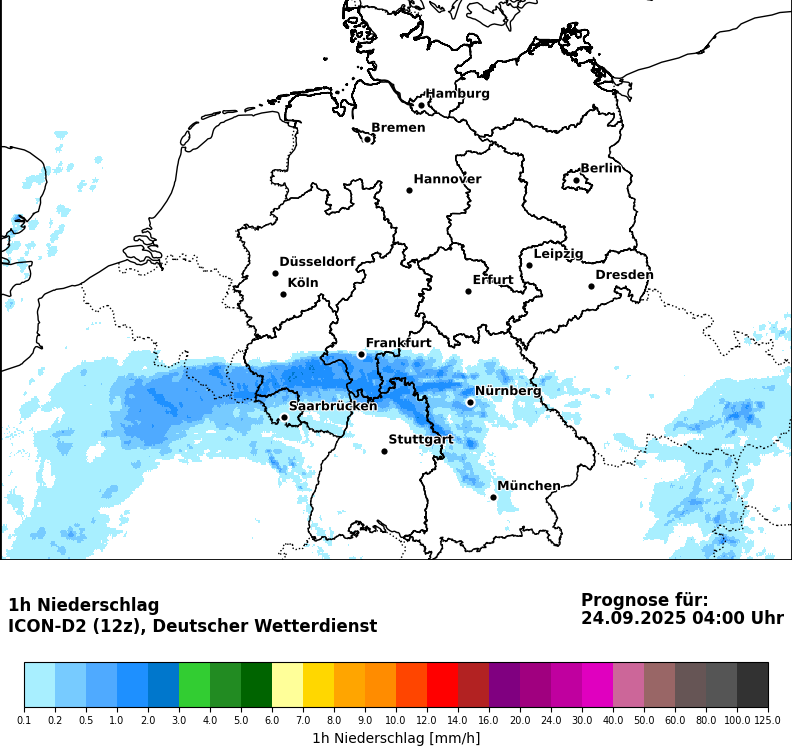 Hamburg
Bremen
Berlin
Hannover
Leipzig
Düsseldorf
Dresden
Köln
Erfurt
Frankfurt
Nürnberg
Saarbrücken
Stuttgart
München
1h Niederschlag
ICON-D2 (12z), Deutscher Wetterdienst
Prognose für:
24.09.2025 04:00 Uhr
0.1 0.2 0.5 1.0 2.0 3.0 4.0 5.0 6.0 7.0 8.0 9.0 10.0 12.0 14.0 16.0 20.0 24.0 30.0 40.0 50.0 60.0 80.0 100.0 125.0
1h Niederschlag [mm/h]